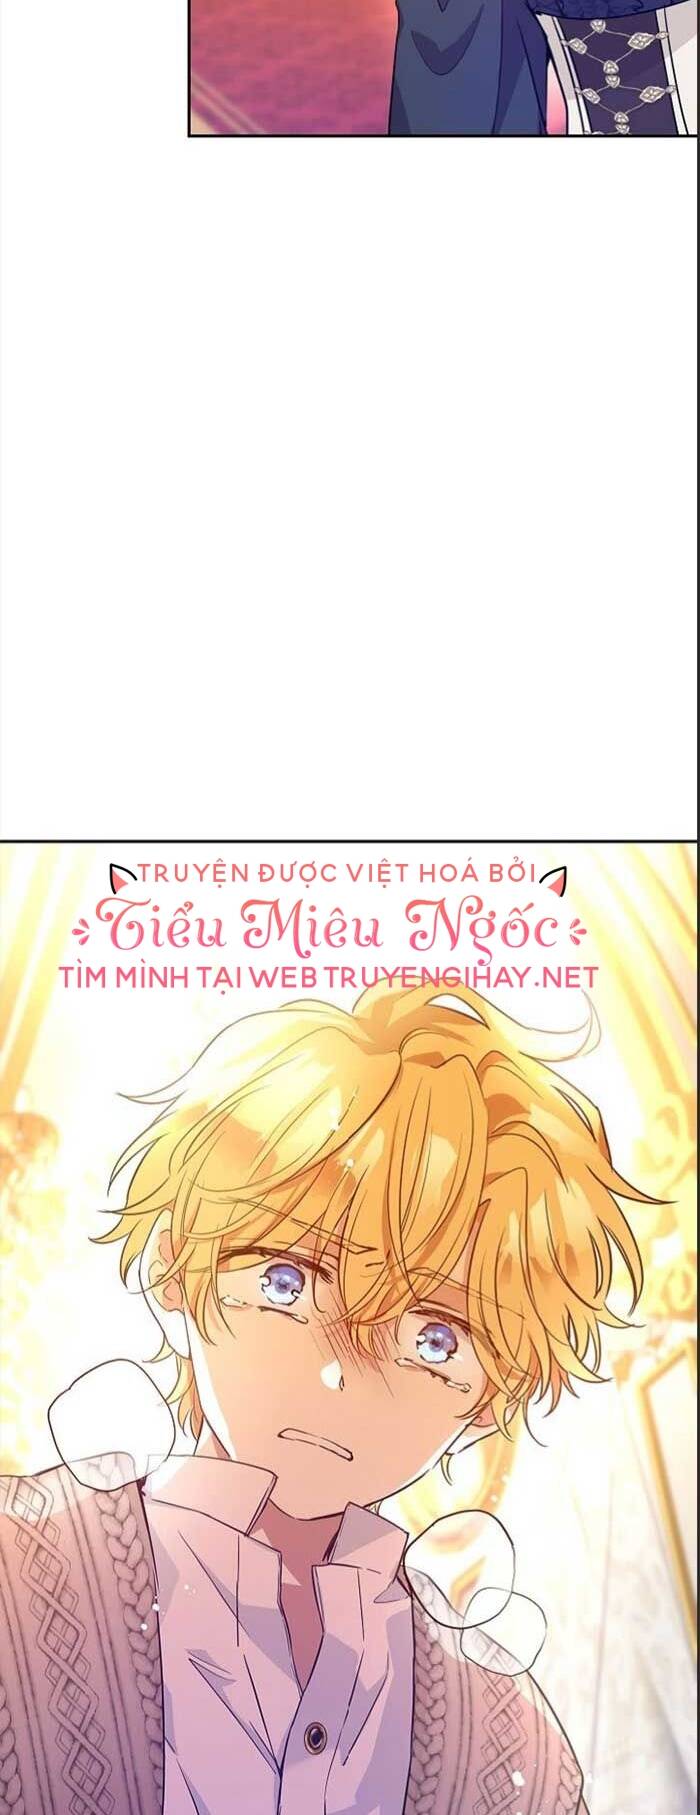 TRUYỆN ĐƯỢC VIỆT HOÁ BỞI
Tiểu Miêu Ngốc
TÌM MÌNH TẠI WEB TRUYENGIHAY.NET